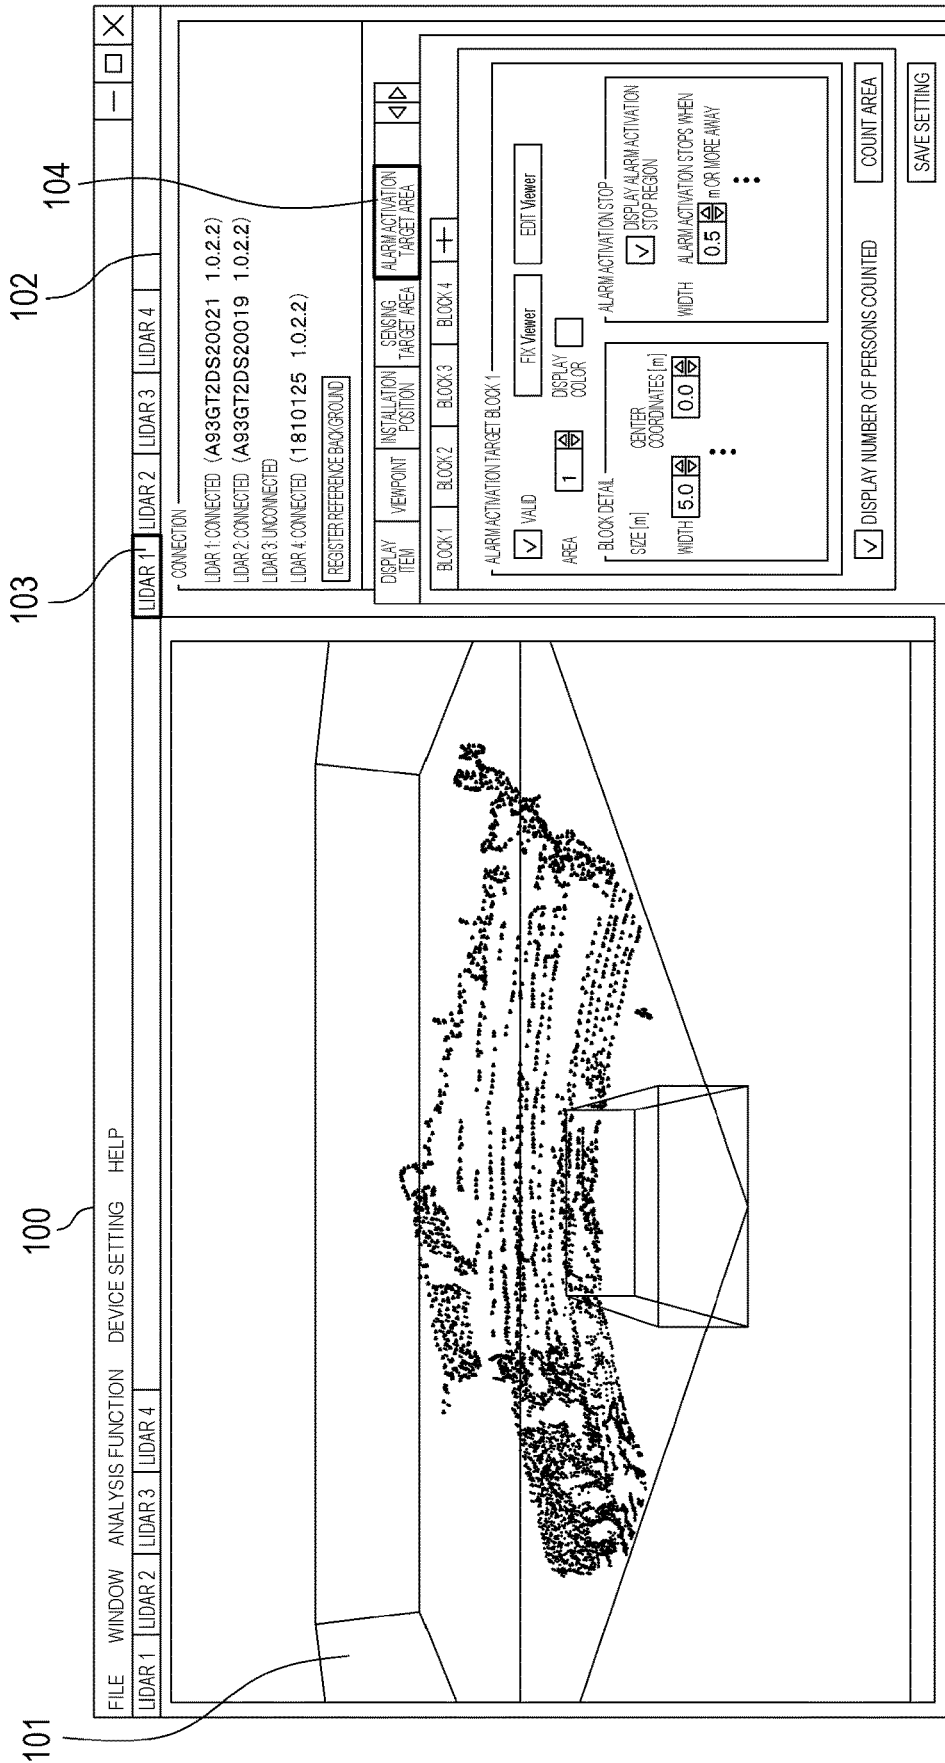 100
101
102
103
104
FILE WINDOW ANALYSIS FUNCTION DEVICE SETTING HELP
LIDAR 1 LIDAR 2 LIDAR 3 LIDAR 4
LIDAR 1 LIDAR 2 LIDAR 3 LIDAR 4
CONNECTION
LIDAR 1: CONNECTED (A93GT2DS20021 1.0.2.2)
LIDAR 2: CONNECTED (A93GT2DS20019 1.0.2.2)
LIDAR 3: UNCONNECTED
LIDAR 4: CONNECTED (1810125 1.0.2.2)
REGISTER REFERENCE BACKGROUND
DISPLAY ITEM
VIEWPOINT
INSTALLATION POSITION
SENSING TARGET AREA
ALARM ACTIVATION TARGET AREA
BLOCK 1 BLOCK 2 BLOCK 3 BLOCK 4 +
ALARM ACTIVATION TARGET BLOCK 1
VALID
FIX Viewer
EDIT Viewer
AREA 1
DISPLAY COLOR
BLOCK DETAIL
SIZE [m]
CENTER COORDINATES [m]
WIDTH 5.0 0.0
ALARM ACTIVATION STOP
DISPLAY ALARM ACTIVATION
STOP REGION
WIDTH ALARM ACTIVATION STOPS WHEN
0.5 m OR MORE AWAY
DISPLAY NUMBER OF PERSONS COUNTED
COUNT AREA
SAVE SETTING